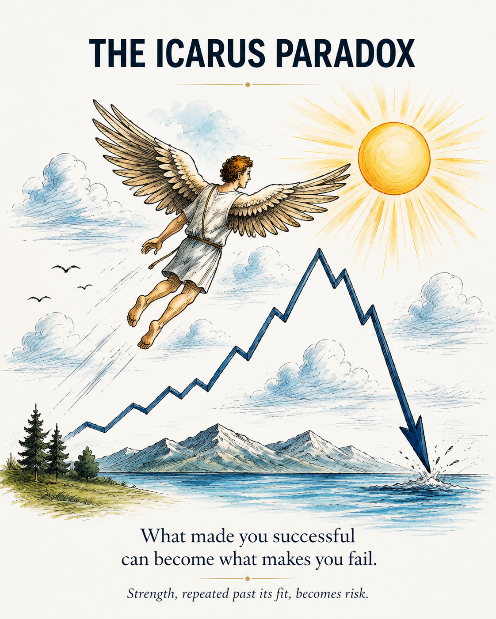 THE ICARUS PARADOX
What made you successful
can become what makes you fail.
Strength, repeated past its fit, becomes risk.